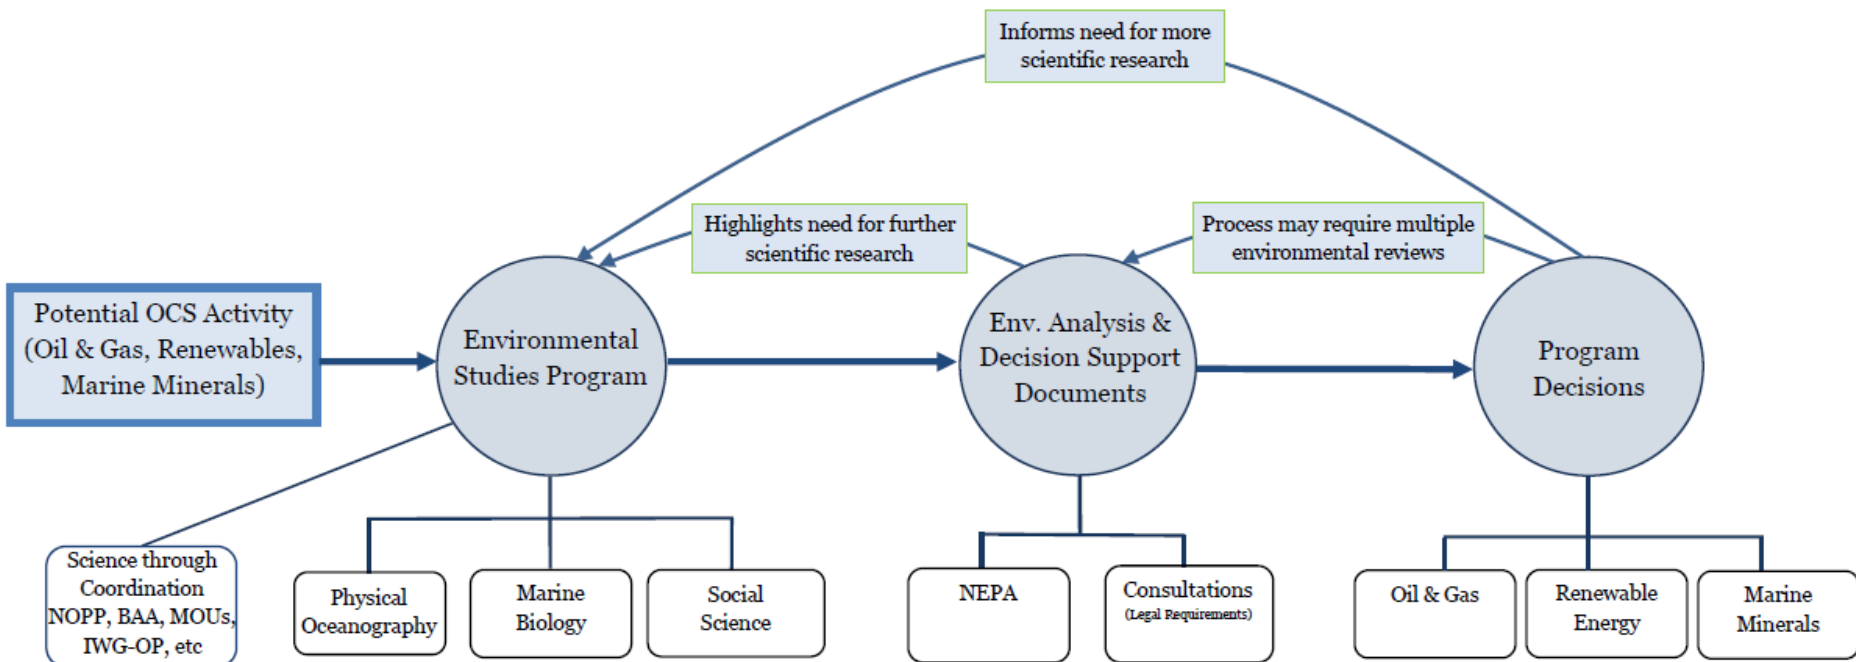 Informs need for more
scientific research
Highlights need for further
scientific research
Process may require multiple
environmental reviews
Potential OCS Activity
(Oil & Gas, Renewables,
Marine Minerals)
Environmental
Studies Program
Env. Analysis &
Decision Support
Documents
Program
Decisions
Science through
Coordination
NOPP, BAA, MOUs,
IWG-OP, etc
Physical
Oceanography
Marine
Biology
Social
Science
NEPA
Consultations
(Legal Requirements)
Oil & Gas
Renewable
Energy
Marine
Minerals